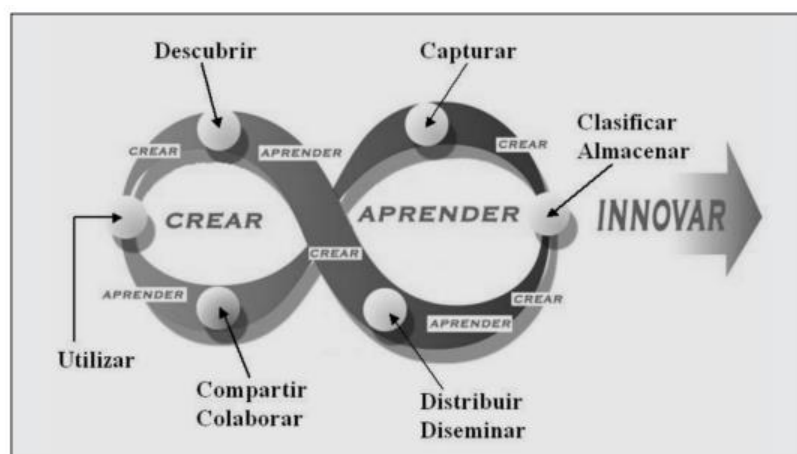 Descubrir
Capturar
Clasificar
Almacenar
CREAR
APRENDER
CREAR
CREAR
APRENDER
INNOVAR
CREAR
APRENDER
CREAR
APRENDER
Utilizar
Compartir
Colaborar
Distribuir
Diseminar